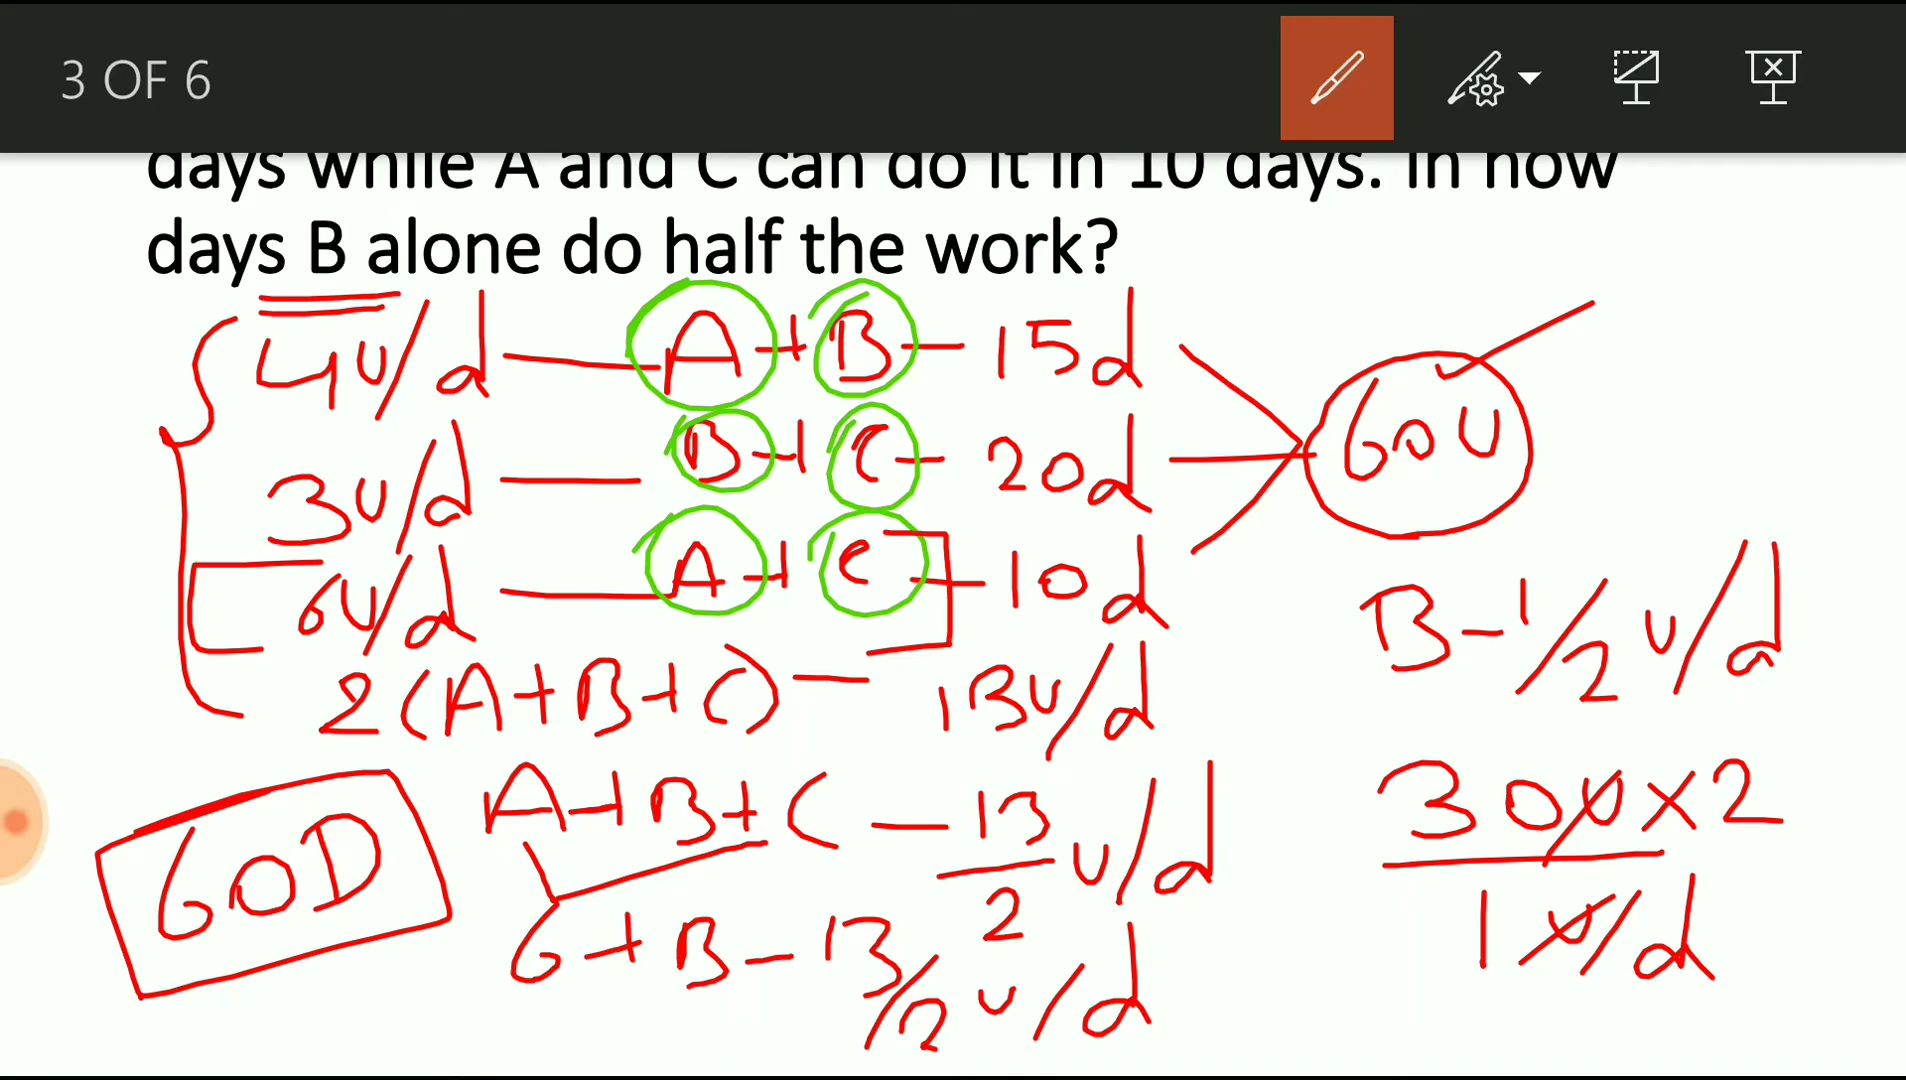 3 OF 6
days while A and C can do it in 10 days. In how
days B alone do half the work?
4U/d — A+B - 15d
3U/d — B+C - 20d 60U
6U/d — A+C - 10d
B - 1/2 U/d
2(A+B+C) - 13U/d
A+B+C - 13/2 U/d
30U×2
60D
6+B - 13/2 U/d
1U/d